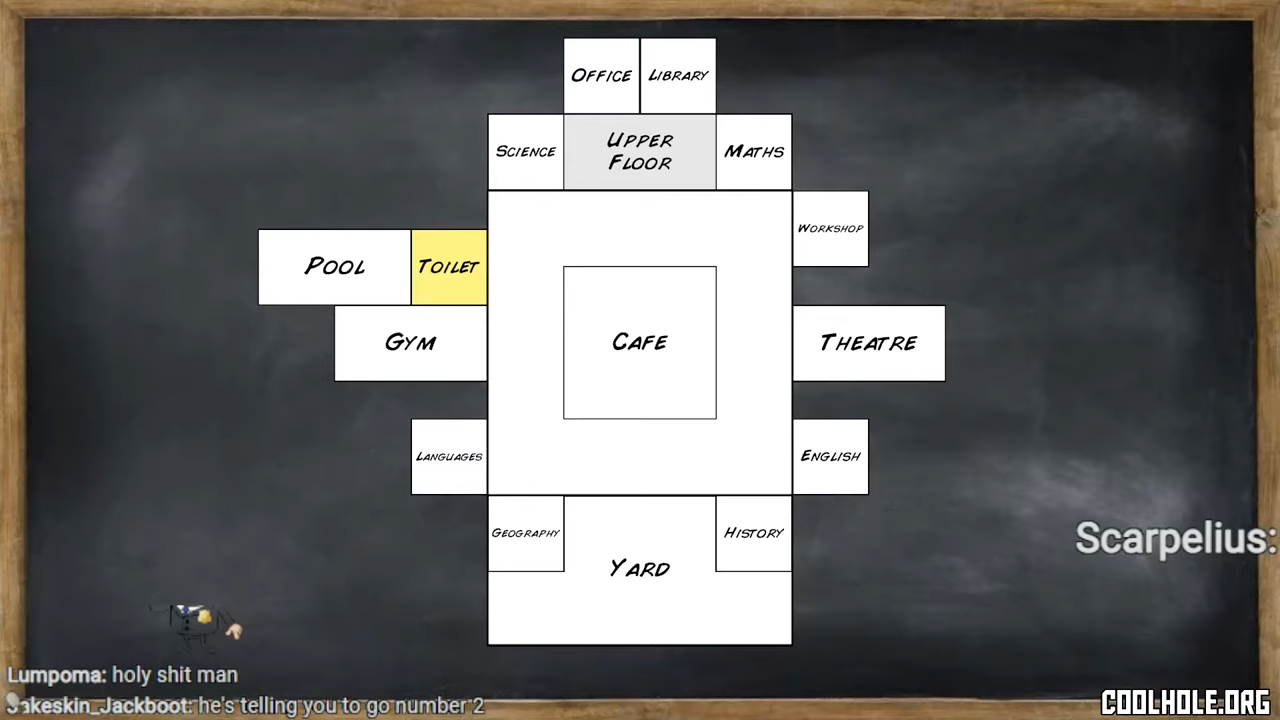 OFFICE
LIBRARY
SCIENCE
UPPER
FLOOR
MATHS
WORKSHOP
POOL
TOILET
GYM
CAFE
THEATRE
LANGUAGES
ENGLISH
GEOGRAPHY
HISTORY
YARD
Scarpelius:
Lumpoma: holy shit man
he's telling you to go number 2
COOLHOLE.ORG